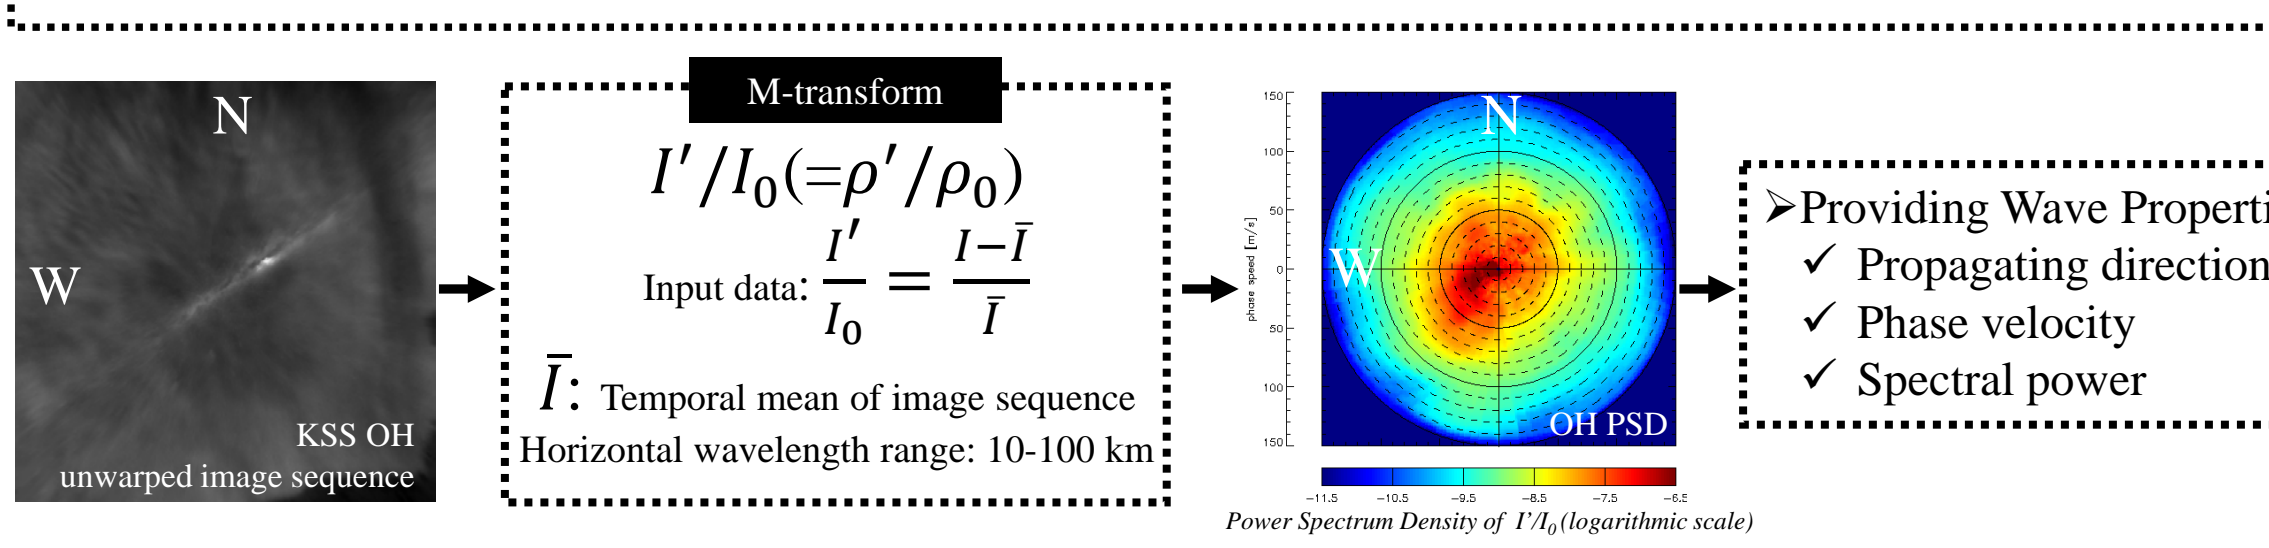 N
W
KSS OH
unwarped image sequence
M-transform
I′/I₀(=ρ′/ρ₀)
Input data: I′/I₀ = (I−Ī)/Ī
Ī: Temporal mean of image sequence
Horizontal wavelength range: 10-100 km
150
100
50
0
50
100
150
phase speed [m/s]
N
W
OH PSD
-11.5 -10.5 -9.5 -8.5 -7.5 -6.5
Power Spectrum Density of I'/I₀ (logarithmic scale)
➢Providing Wave Properti
✓ Propagating direction
✓ Phase velocity
✓ Spectral power